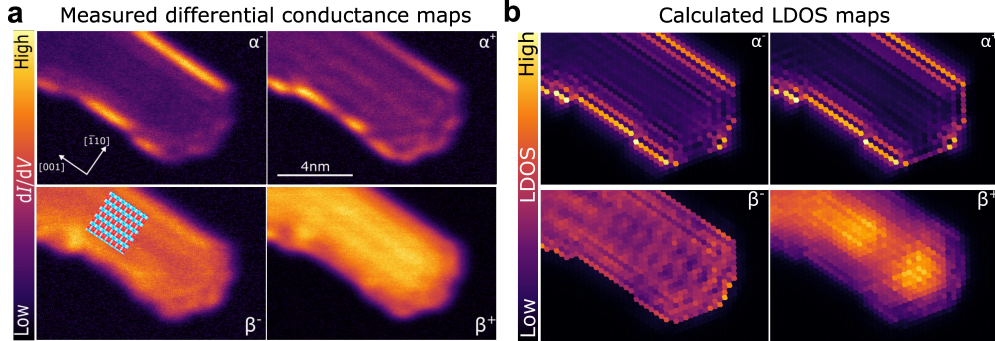 a Measured differential conductance maps
High
dI/dV
Low
α⁻
α⁺
[1̄10]
[001]
4nm
β⁻
β⁺
b Calculated LDOS maps
High
LDOS
Low
α⁻
α⁺
β⁻
β⁺